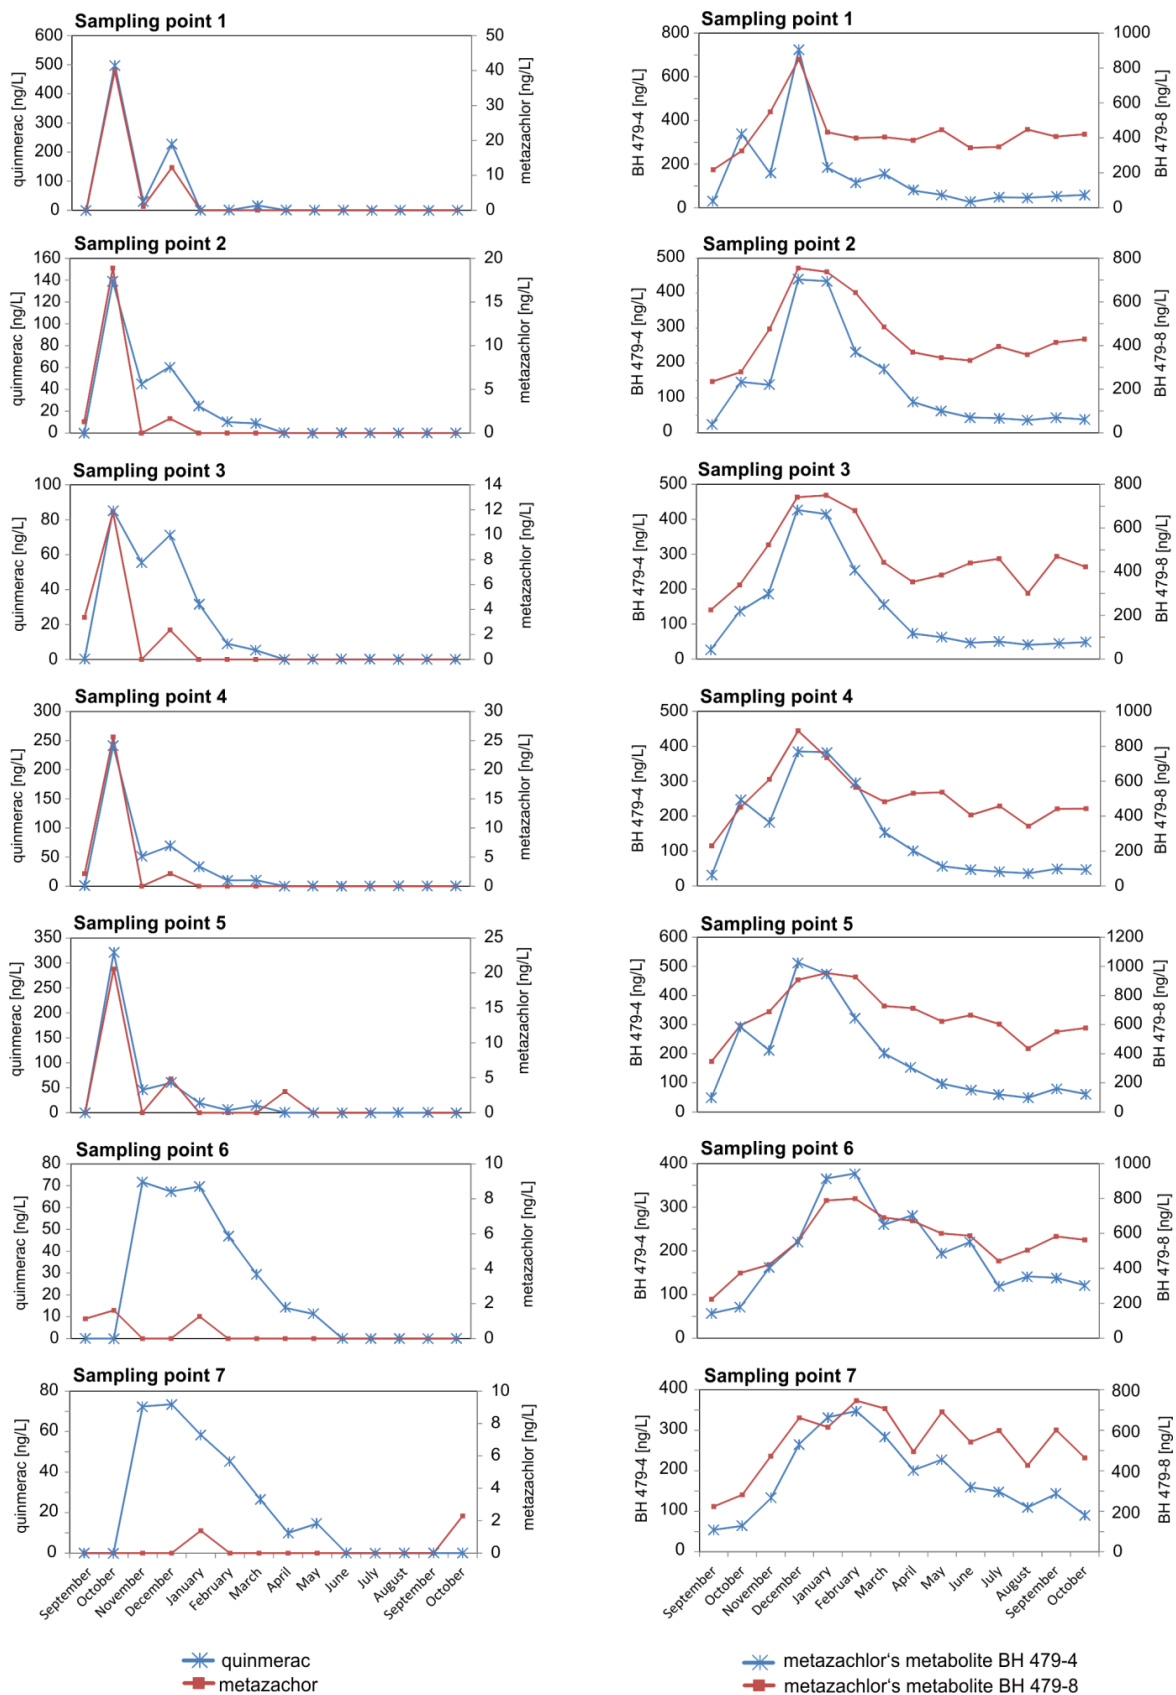 Sampling point 1
600
500
400
300
200
100
0
quinmerac [ng/L]
50
40
30
20
10
0
metazachlor [ng/L]
Sampling point 1
800
600
400
200
0
BH 479-4 [ng/L]
1000
800
600
400
200
0
BH 479-8 [ng/L]
Sampling point 2
160
140
120
100
80
60
40
20
0
quinmerac [ng/L]
20
15
10
5
0
metazachlor [ng/L]
Sampling point 2
500
400
300
200
100
0
BH 479-4 [ng/L]
800
600
400
200
0
BH 479-8 [ng/L]
Sampling point 3
100
80
60
40
20
0
quinmerac [ng/L]
14
12
10
8
6
4
2
0
metazachlor [ng/L]
Sampling point 3
500
400
300
200
100
0
BH 479-4 [ng/L]
800
600
400
200
0
BH 479-8 [ng/L]
Sampling point 4
300
250
200
150
100
50
0
quinmerac [ng/L]
30
25
20
15
10
5
0
metazachlor [ng/L]
Sampling point 4
500
400
300
200
100
0
BH 479-4 [ng/L]
1000
800
600
400
200
0
BH 479-8 [ng/L]
Sampling point 5
350
300
250
200
150
100
50
0
quinmerac [ng/L]
25
20
15
10
5
0
metazachlor [ng/L]
Sampling point 5
600
500
400
300
200
100
0
BH 479-4 [ng/L]
1200
1000
800
600
400
200
0
BH 479-8 [ng/L]
Sampling point 6
80
70
60
50
40
30
20
10
0
quinmerac [ng/L]
10
8
6
4
2
0
metazachlor [ng/L]
Sampling point 6
400
300
200
100
0
BH 479-4 [ng/L]
1000
800
600
400
200
0
BH 479-8 [ng/L]
Sampling point 7
80
60
40
20
0
quinmerac [ng/L]
10
8
6
4
2
0
metazachlor [ng/L]
September
October
November
December
January
February
March
April
May
June
July
August
September
October
Sampling point 7
400
300
200
100
0
BH 479-4 [ng/L]
800
600
400
200
0
BH 479-8 [ng/L]
September
October
November
December
January
February
March
April
May
June
July
August
September
October
quinmerac
metazachor
metazachlor‘s metabolite BH 479-4
metazachlor‘s metabolite BH 479-8